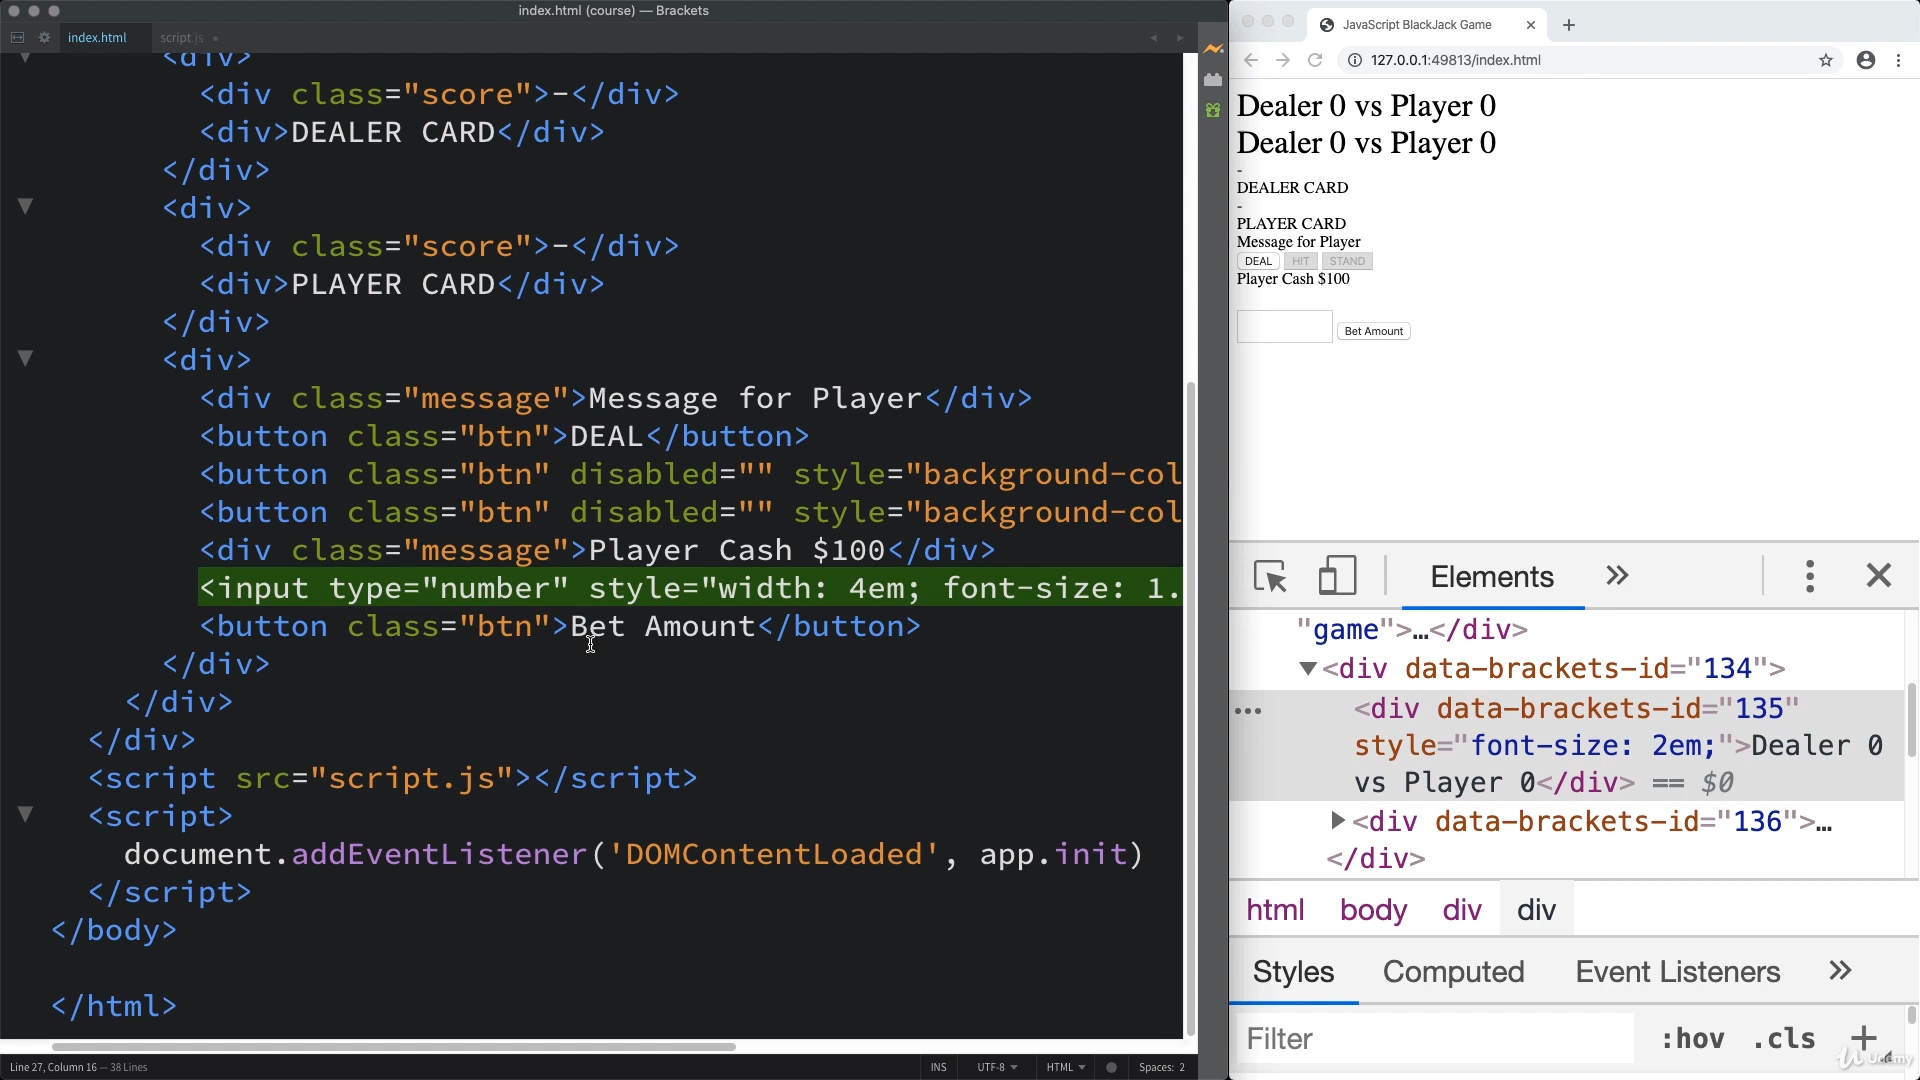 index.html (course) — Brackets
index.html
script.js
<div>
<div class="score">-</div>
<div>DEALER CARD</div>
</div>
<div>
<div class="score">-</div>
<div>PLAYER CARD</div>
</div>
<div>
<div class="message">Message for Player</div>
<button class="btn">DEAL</button>
<button class="btn" disabled="" style="background-col
<button class="btn" disabled="" style="background-col
<div class="message">Player Cash $100</div>
<input type="number" style="width: 4em; font-size: 1.
<button class="btn">Bet Amount</button>
</div>
</div>
</div>
<script src="script.js"></script>
<script>
document.addEventListener('DOMContentLoaded', app.init)
</script>
</body>
</html>
Line 27, Column 16 — 38 Lines
INS
UTF-8
HTML
Spaces: 2
JavaScript BlackJack Game
127.0.0.1:49813/index.html
Dealer 0 vs Player 0
Dealer 0 vs Player 0
-
DEALER CARD
-
PLAYER CARD
Message for Player
DEAL HIT STAND
Player Cash $100
Bet Amount
Elements
"game">…</div>
<div data-brackets-id="134">
<div data-brackets-id="135"
style="font-size: 2em;">Dealer 0
vs Player 0</div> == $0
<div data-brackets-id="136">…
</div>
html body div div
Styles Computed Event Listeners
Filter
:hov .cls
Udemy